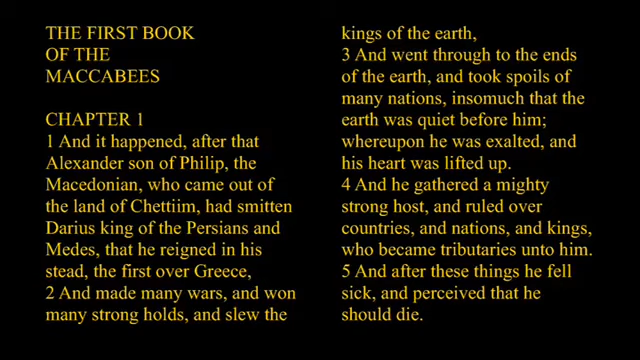 THE FIRST BOOK
OF THE
MACCABEES
CHAPTER 1
1 And it happened, after that
Alexander son of Philip, the
Macedonian, who came out of
the land of Chettiim, had smitten
Darius king of the Persians and
Medes, that he reigned in his
stead, the first over Greece,
2 And made many wars, and won
many strong holds, and slew the
kings of the earth,
3 And went through to the ends
of the earth, and took spoils of
many nations, insomuch that the
earth was quiet before him;
whereupon he was exalted, and
his heart was lifted up.
4 And he gathered a mighty
strong host, and ruled over
countries, and nations, and kings,
who became tributaries unto him.
5 And after these things he fell
sick, and perceived that he
should die.